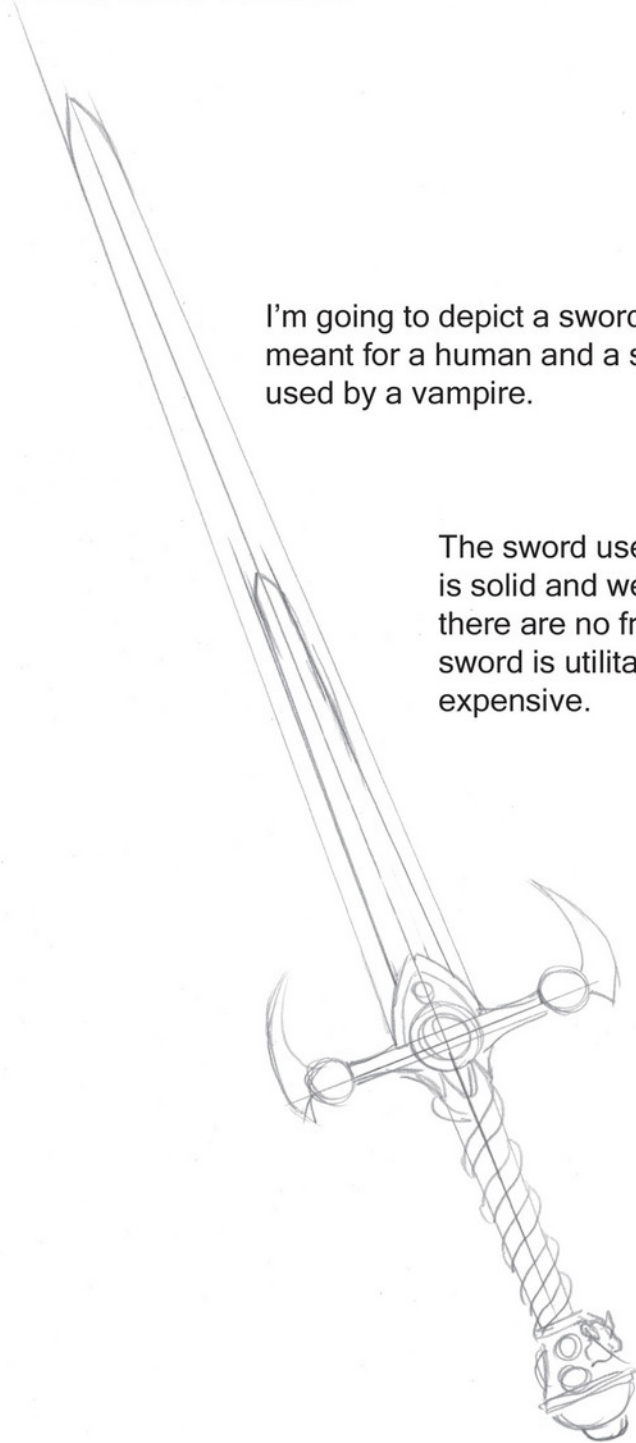 I'm going to depict a sword
meant for a human and a
used by a vampire.
The sword use
is solid and we
there are no fr
sword is utilita
expensive.